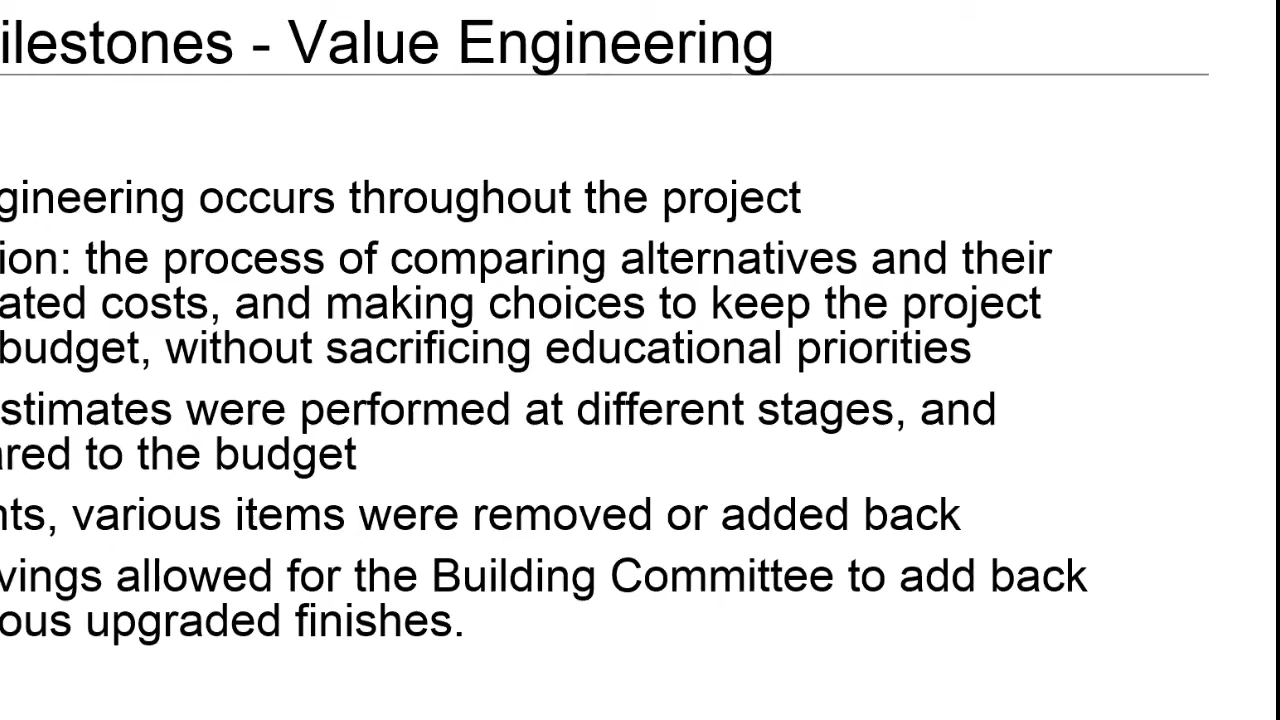 ilestones - Value Engineering
gineering occurs throughout the project
ion: the process of comparing alternatives and their
ated costs, and making choices to keep the project
budget, without sacrificing educational priorities
stimates were performed at different stages, and
ared to the budget
nts, various items were removed or added back
vings allowed for the Building Committee to add back
ous upgraded finishes.